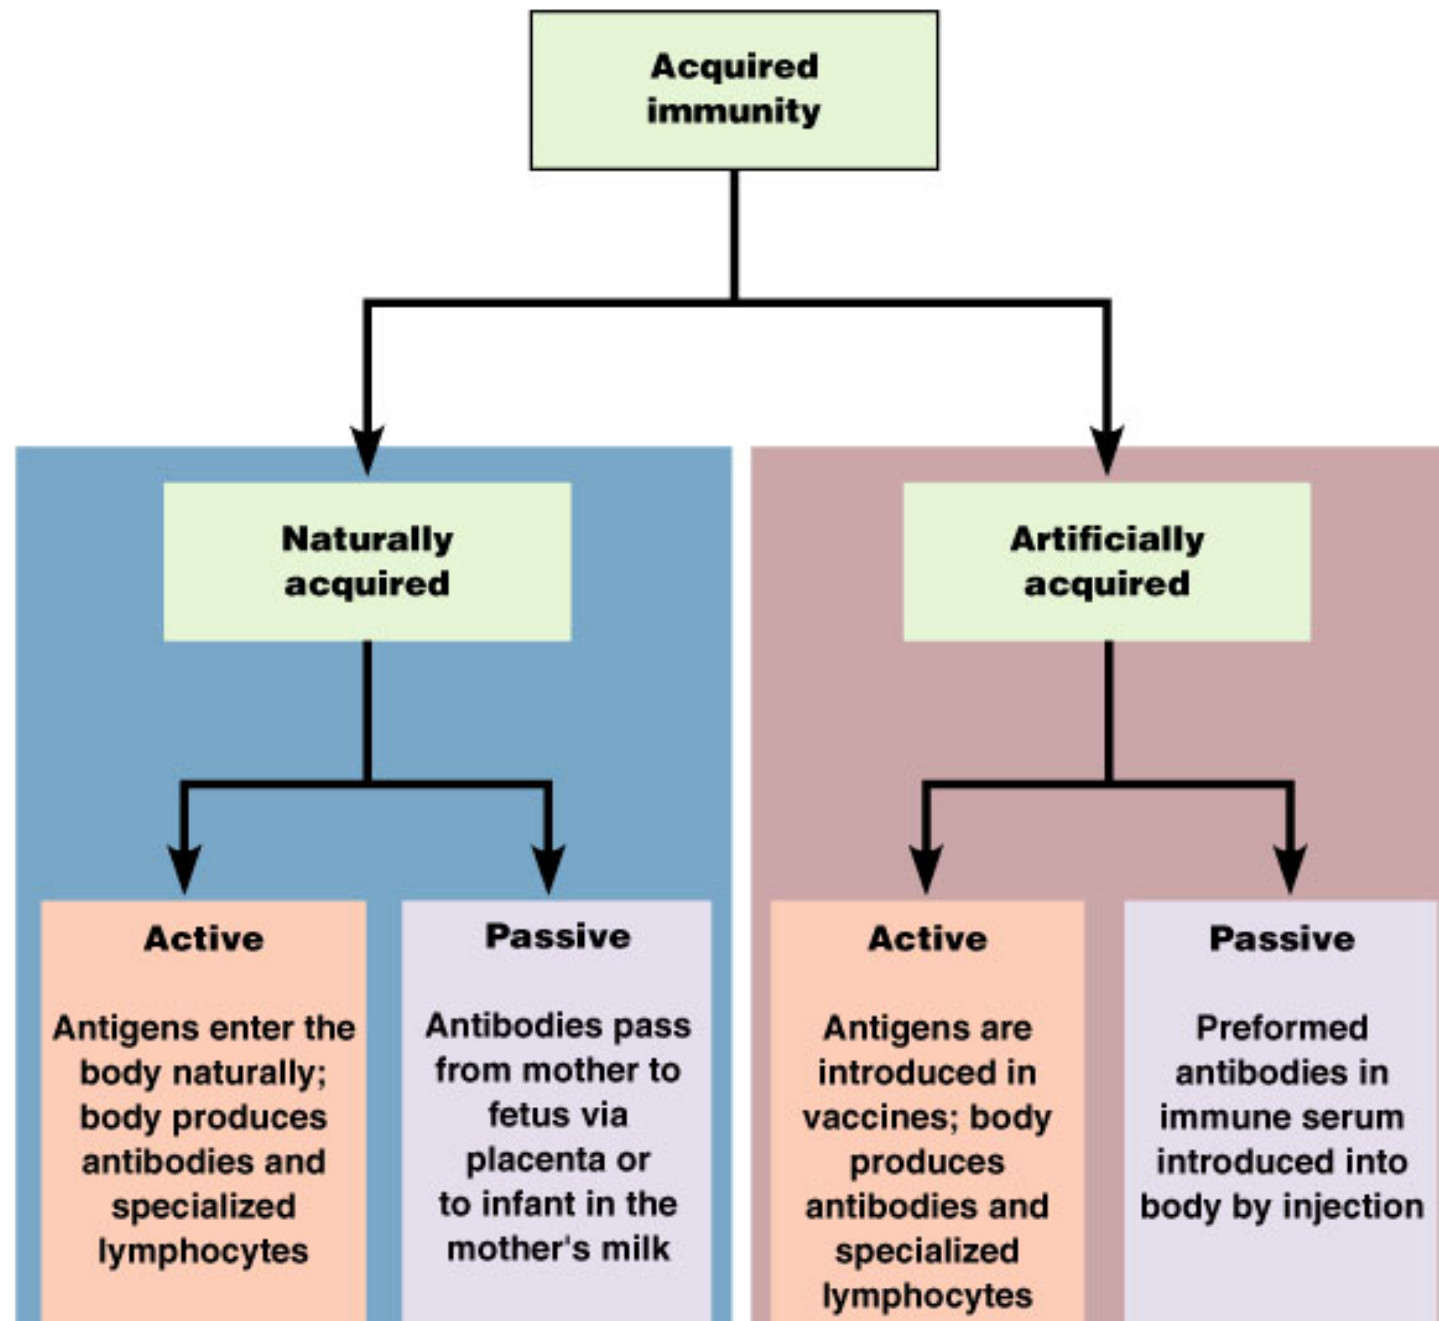 Acquired
immunity
Naturally
acquired
Artificially
acquired
Active
Antigens enter the
body naturally;
body produces
antibodies and
specialized
lymphocytes
Passive
Antibodies pass
from mother to
fetus via
placenta or
to infant in the
mother's milk
Active
Antigens are
introduced in
vaccines; body
produces
antibodies and
specialized
lymphocytes
Passive
Preformed
antibodies in
immune serum
introduced into
body by injection